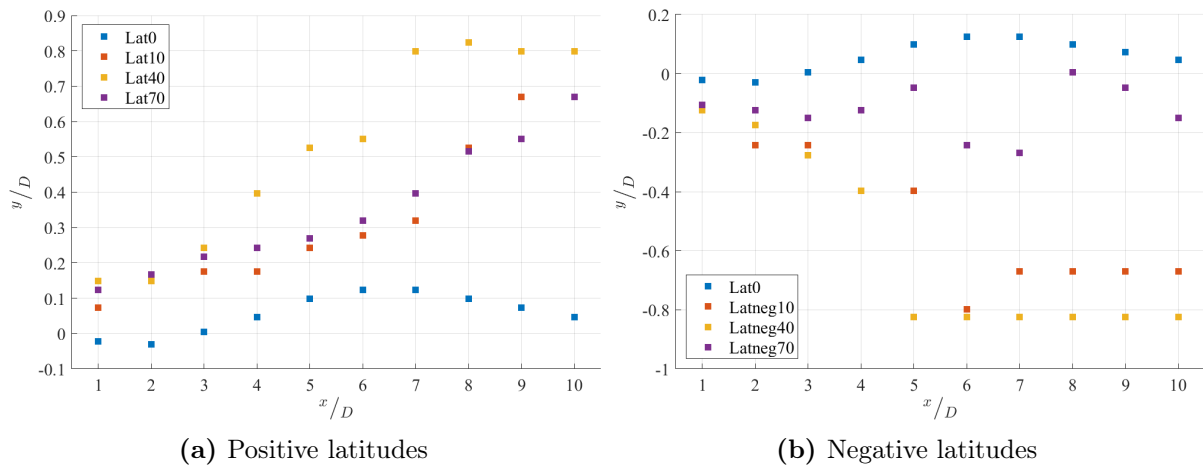 0.9
0.8
0.7
0.6
0.5
0.4
0.3
0.2
0.1
0
-0.1
y/D
Lat0
Lat10
Lat40
Lat70
1 2 3 4 5 6 7 8 9 10
x/D
(a) Positive latitudes
0.2
0
-0.2
-0.4
-0.6
-0.8
-1
y/D
Lat0
Latneg10
Latneg40
Latneg70
1 2 3 4 5 6 7 8 9 10
x/D
(b) Negative latitudes